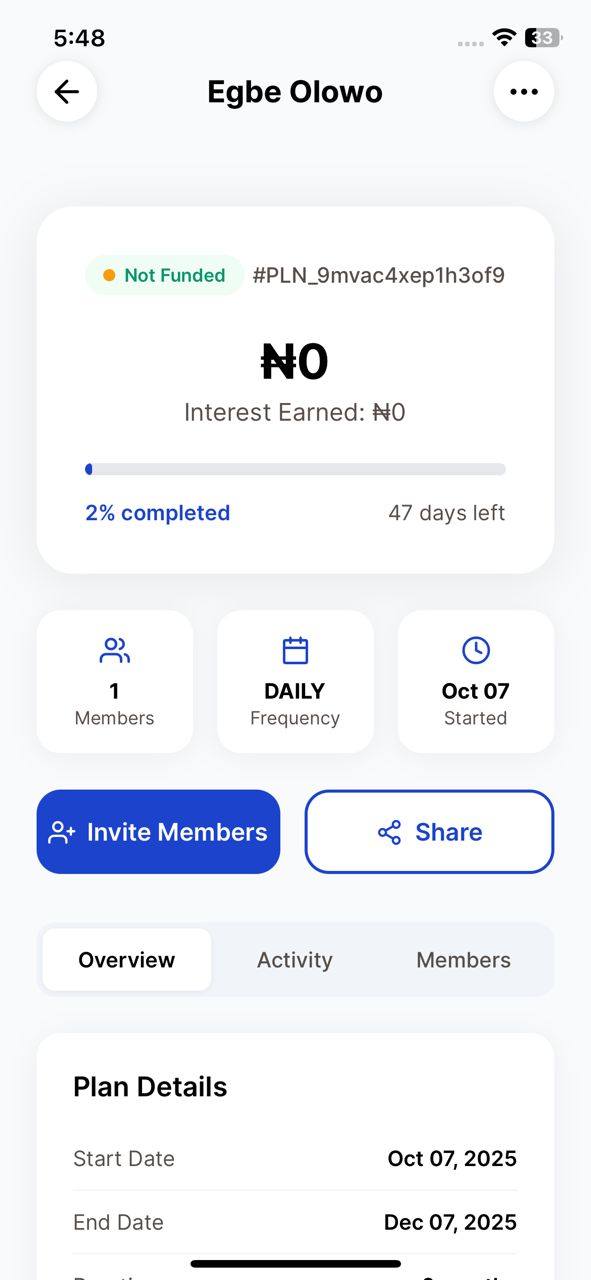 5:48
33
Egbe Olowo
Not Funded #PLN_9mvac4xep1h3of9
₦0
Interest Earned: ₦0
2% completed 47 days left
1 DAILY Oct 07
Members Frequency Started
Invite Members Share
Overview Activity Members
Plan Details
Start Date Oct 07, 2025
End Date Dec 07, 2025